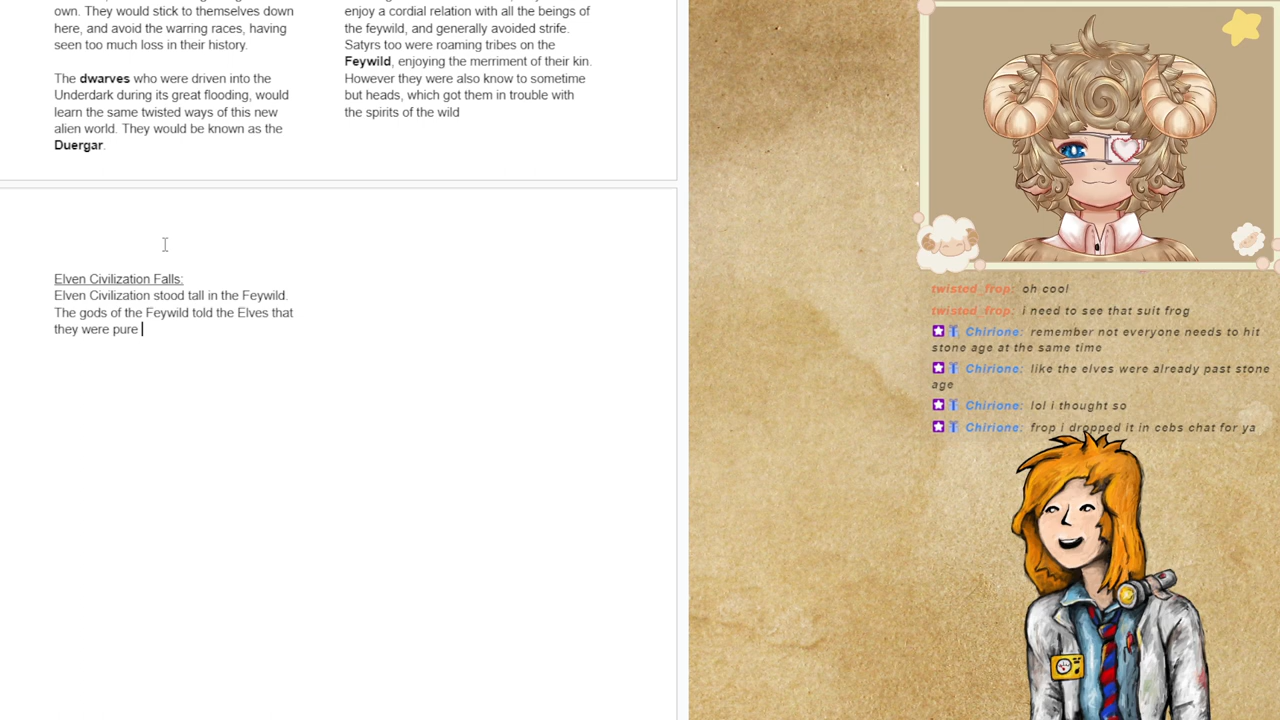 own. They would stick to themselves down
here, and avoid the warring races, having
seen too much loss in their history.
The dwarves who were driven into the
Underdark during its great flooding, would
learn the same twisted ways of this new
alien world. They would be known as the
Duergar.
enjoy a cordial relation with all the beings of
the feywild, and generally avoided strife.
Satyrs too were roaming tribes on the
Feywild, enjoying the merriment of their kin.
However they were also know to sometime
but heads, which got them in trouble with
the spirits of the wild
Elven Civilization Falls:
Elven Civilization stood tall in the Feywild.
The gods of the Feywild told the Elves that
they were pure
twisted_frop: oh cool
twisted_frop: i need to see that suit frog
Chirione: remember not everyone needs to hit
stone age at the same time
Chirione: like the elves were already past stone
age
Chirione: lol i thought so
Chirione: frop i dropped it in cebs chat for ya